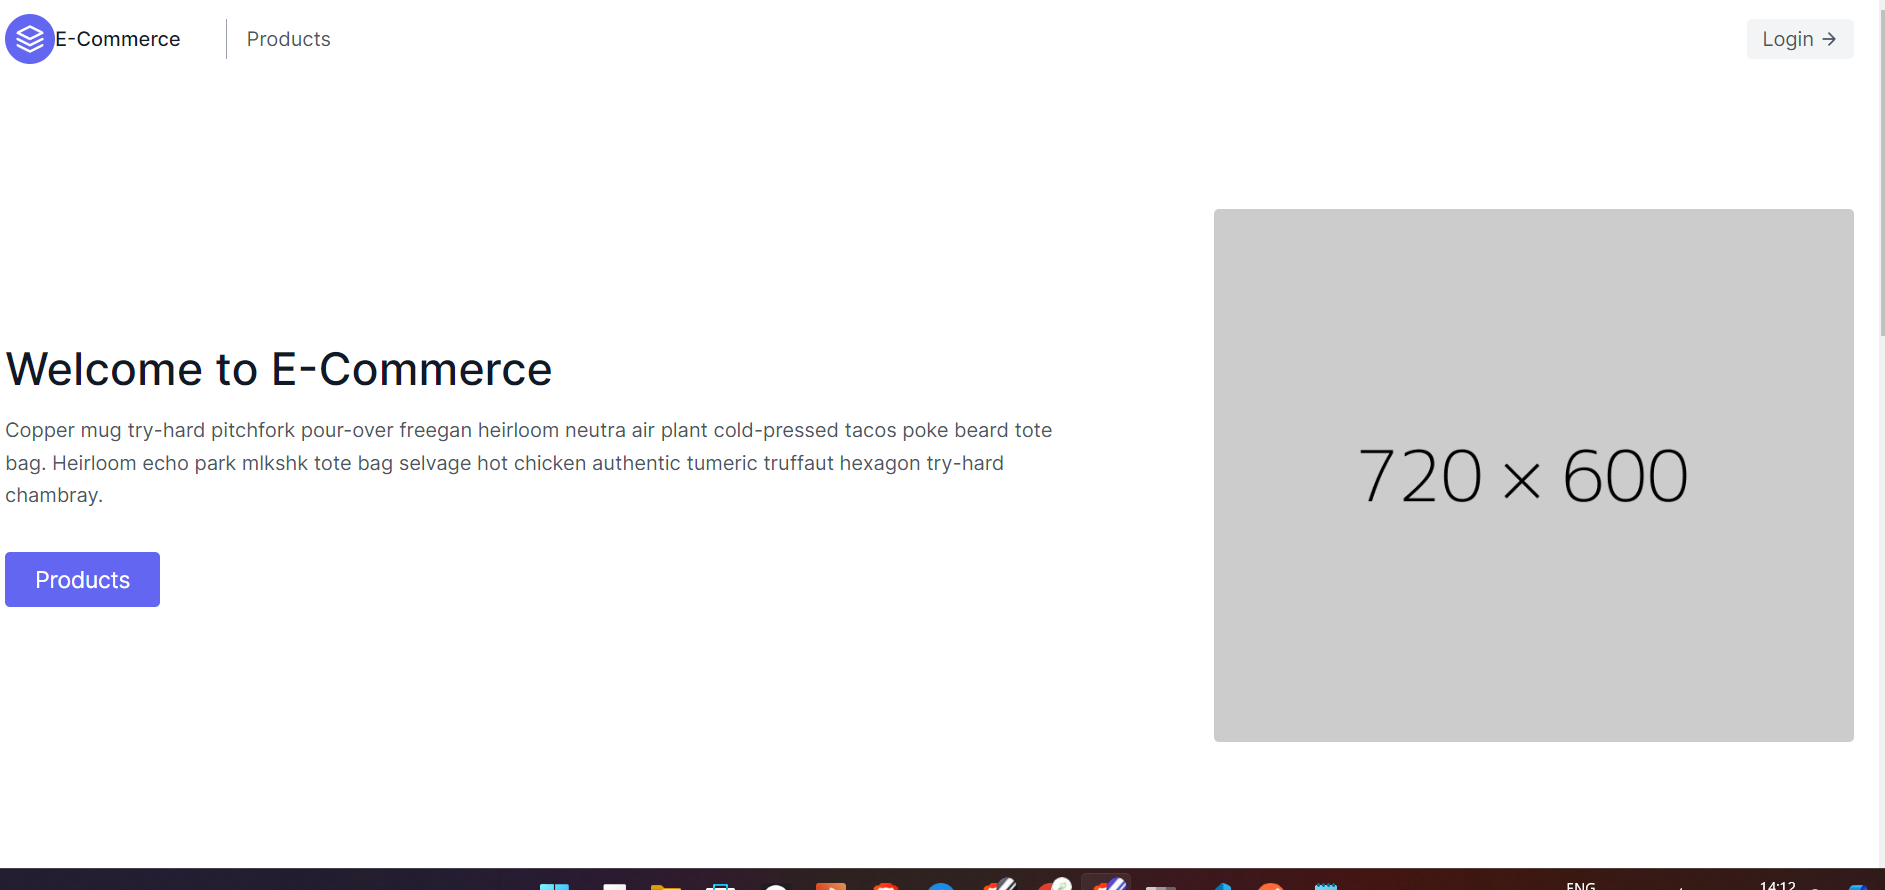 E-Commerce
Products
Login →
Welcome to E-Commerce
Copper mug try-hard pitchfork pour-over freegan heirloom neutra air plant cold-pressed tacos poke beard tote
bag. Heirloom echo park mlkshk tote bag selvage hot chicken authentic tumeric truffaut hexagon try-hard
chambray.
Products
720 × 600
ENG
14:12